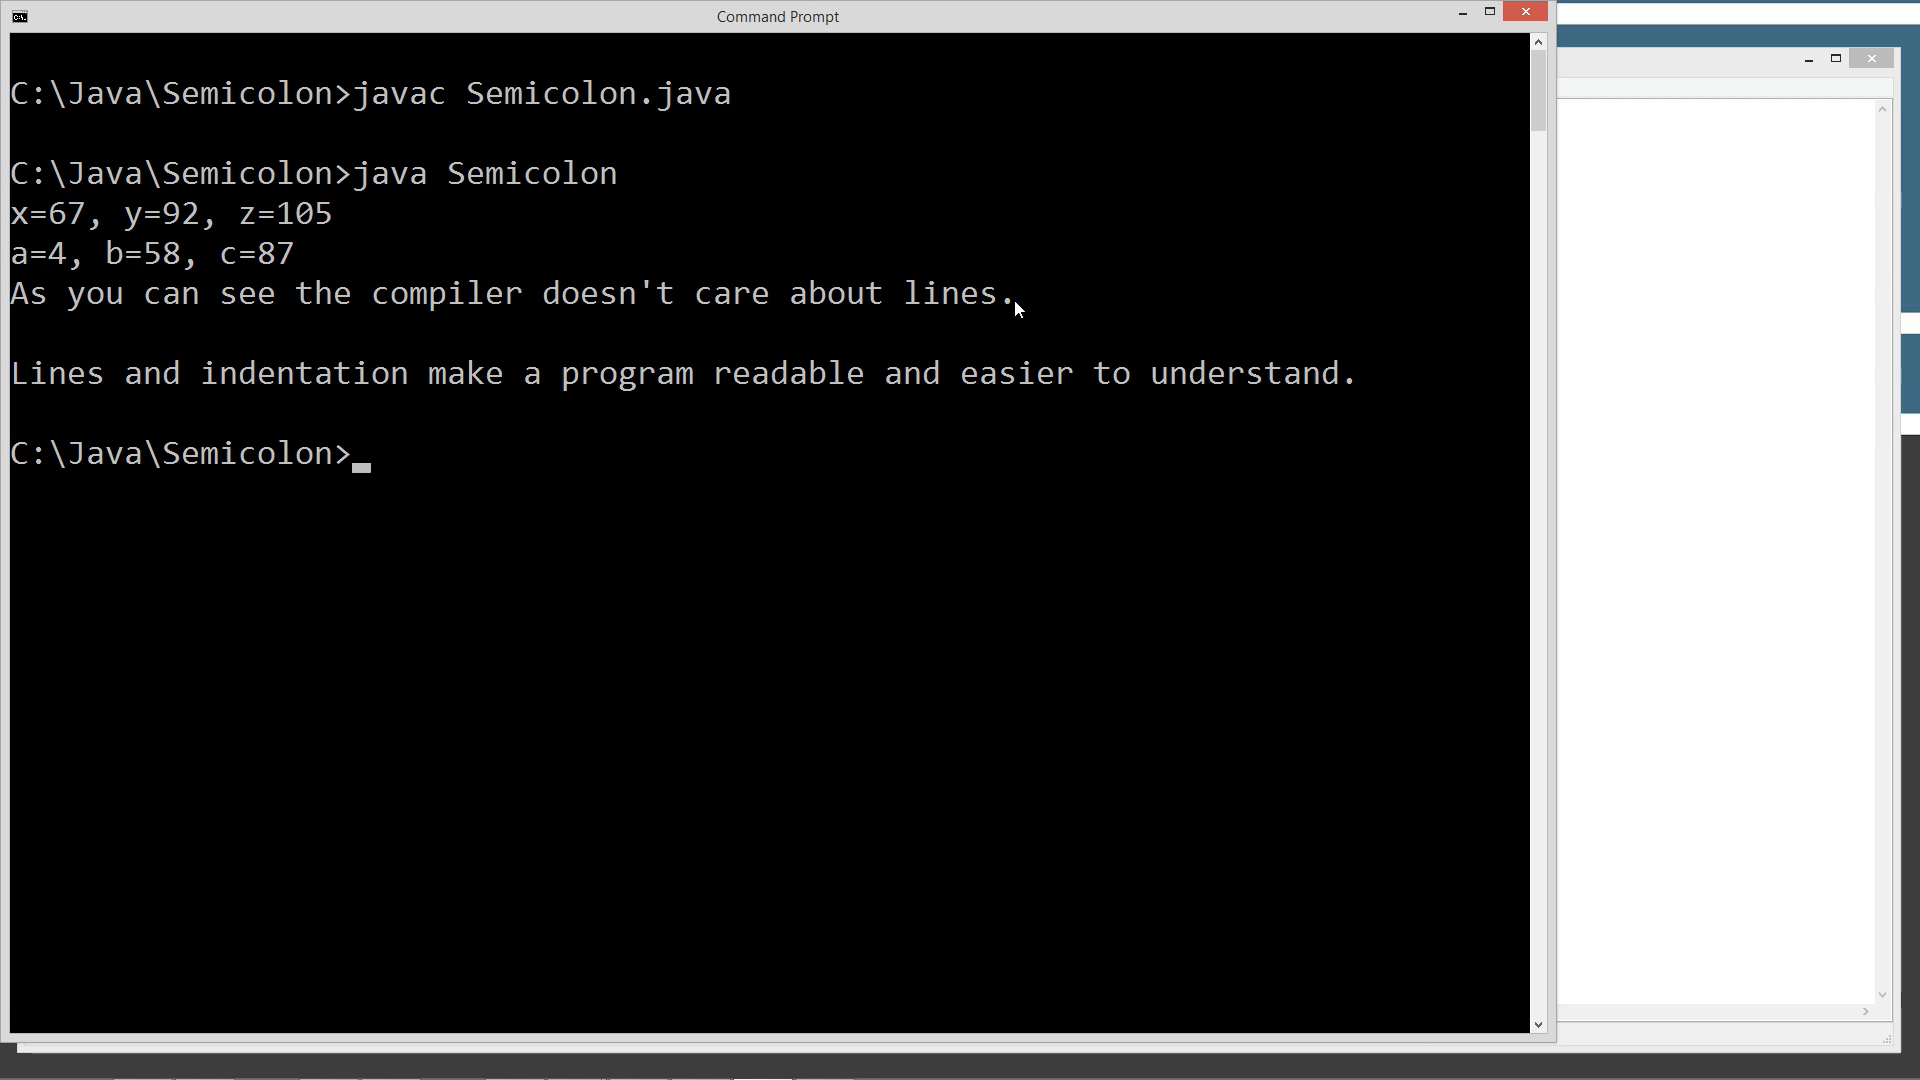 Command Prompt
C:\Java\Semicolon>javac Semicolon.java
C:\Java\Semicolon>java Semicolon
x=67, y=92, z=105
a=4, b=58, c=87
As you can see the compiler doesn't care about lines.
Lines and indentation make a program readable and easier to understand.
C:\Java\Semicolon>